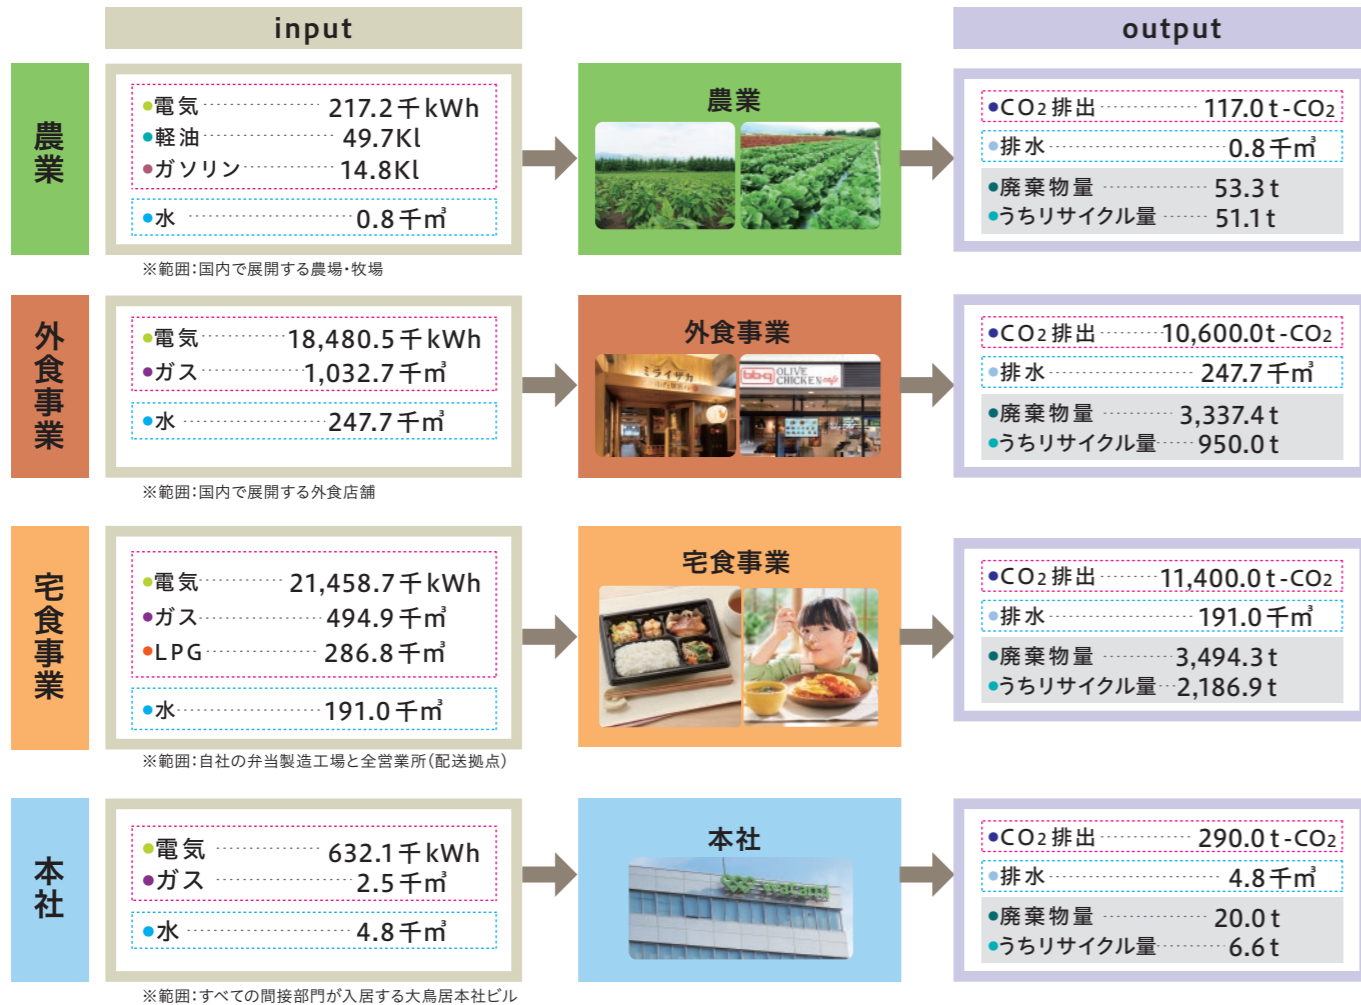 input
output
農業
●電気 217.2千kWh
●軽油 49.7Kl
●ガソリン 14.8Kl
●水 0.8千㎥
※範囲：国内で展開する農場・牧場
農業
●CO₂排出 117.0t-CO₂
●排水 0.8千㎥
●廃棄物量 53.3t
●うちリサイクル量 51.1t
外食事業
●電気 18,480.5千kWh
●ガス 1,032.7千㎥
●水 247.7千㎥
※範囲：国内で展開する外食店舗
外食事業
ミライザカ
bb.q OLIVE CHICKEN cafe
●CO₂排出 10,600.0t-CO₂
●排水 247.7千㎥
●廃棄物量 3,337.4t
●うちリサイクル量 950.0t
宅食事業
●電気 21,458.7千kWh
●ガス 494.9千㎥
●LPG 286.8千㎥
●水 191.0千㎥
※範囲：自社の弁当製造工場と全営業所（配送拠点）
宅食事業
●CO₂排出 11,400.0t-CO₂
●排水 191.0千㎥
●廃棄物量 3,494.3t
●うちリサイクル量 2,186.9t
本社
●電気 632.1千kWh
●ガス 2.5千㎥
●水 4.8千㎥
※範囲：すべての間接部門が入居する大鳥居本社ビル
本社
watami
●CO₂排出 290.0t-CO₂
●排水 4.8千㎥
●廃棄物量 20.0t
●うちリサイクル量 6.6t